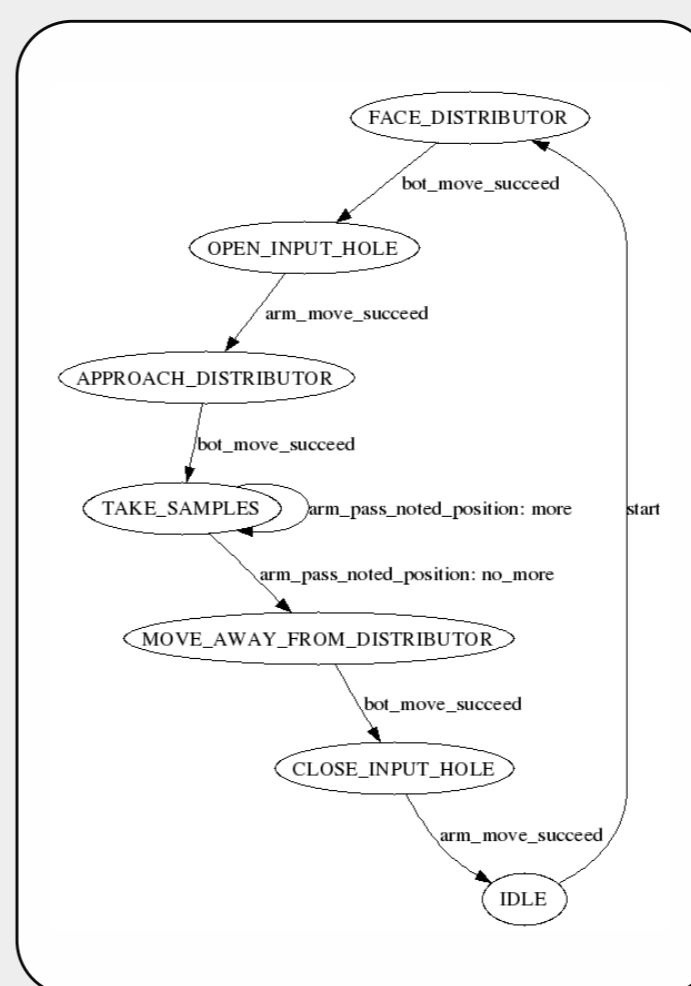 FACE_DISTRIBUTOR
bot_move_succeed
OPEN_INPUT_HOLE
arm_move_succeed
APPROACH_DISTRIBUTOR
bot_move_succeed
TAKE_SAMPLES
arm_pass_noted_position: more
start
arm_pass_noted_position: no_more
MOVE_AWAY_FROM_DISTRIBUTOR
bot_move_succeed
CLOSE_INPUT_HOLE
arm_move_succeed
IDLE